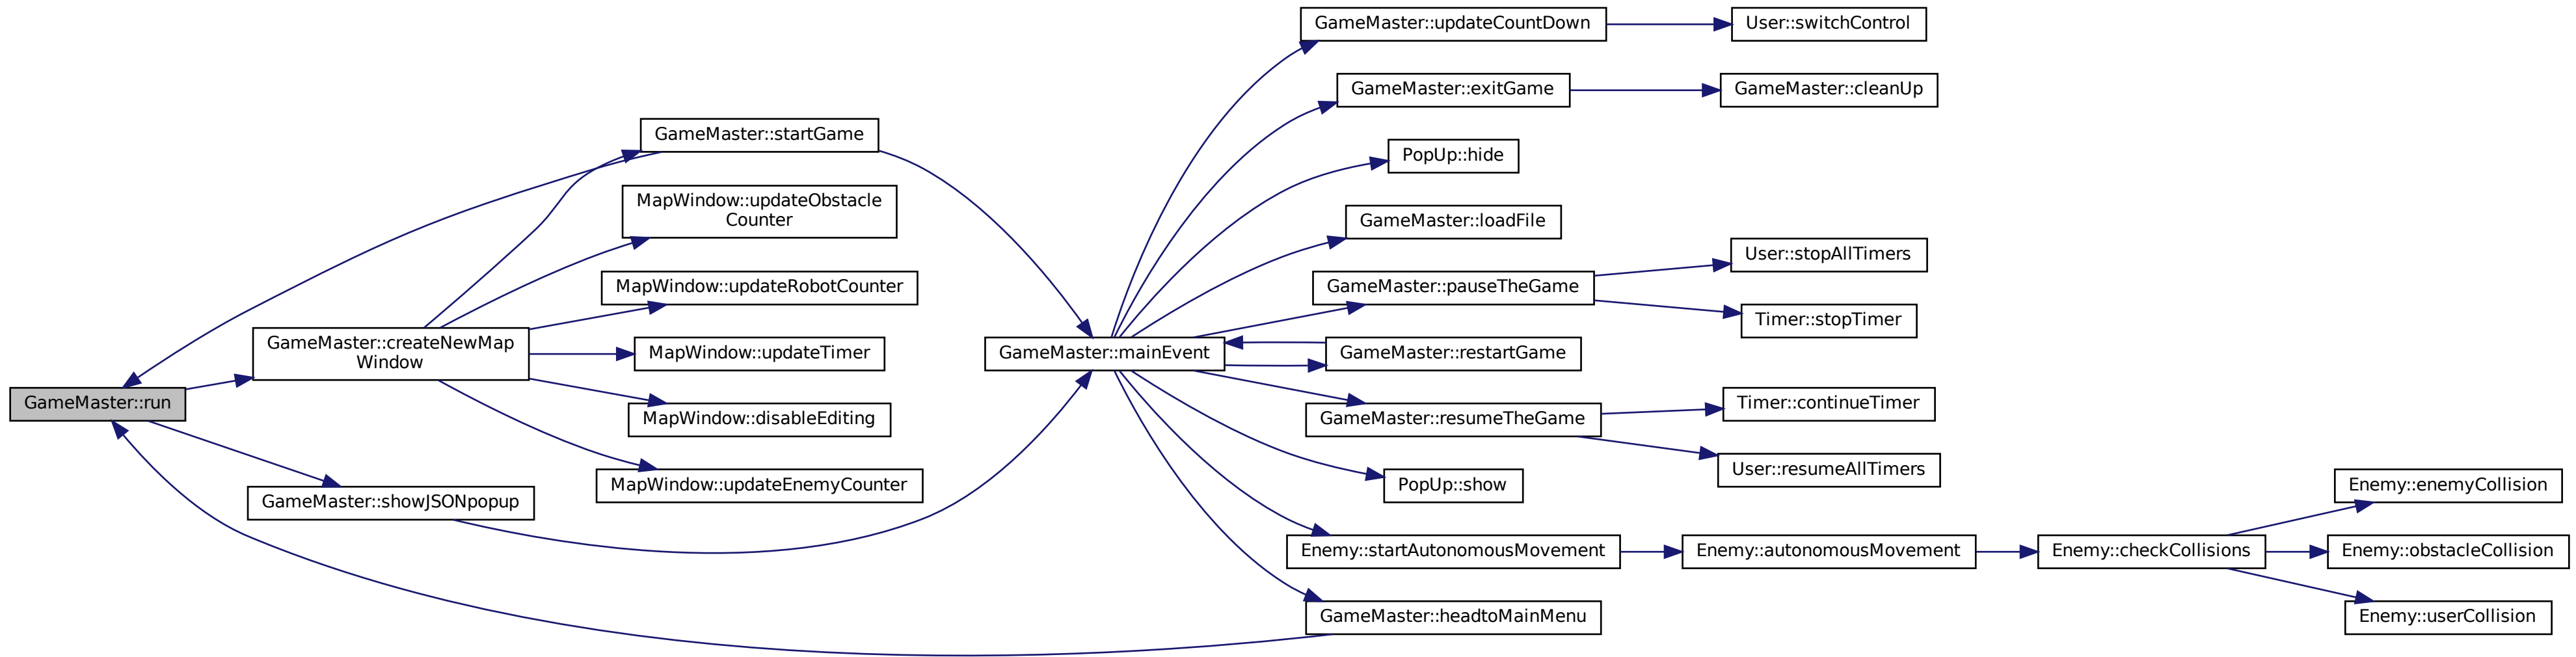 GameMaster::run
GameMaster::createNewMap
Window
GameMaster::showJSONpopup
GameMaster::startGame
MapWindow::updateObstacle
Counter
MapWindow::updateRobotCounter
MapWindow::updateTimer
MapWindow::disableEditing
MapWindow::updateEnemyCounter
GameMaster::mainEvent
GameMaster::updateCountDown
GameMaster::exitGame
PopUp::hide
GameMaster::loadFile
GameMaster::pauseTheGame
GameMaster::restartGame
GameMaster::resumeTheGame
PopUp::show
Enemy::startAutonomousMovement
GameMaster::headtoMainMenu
User::switchControl
GameMaster::cleanUp
User::stopAllTimers
Timer::stopTimer
Timer::continueTimer
User::resumeAllTimers
Enemy::autonomousMovement
Enemy::checkCollisions
Enemy::enemyCollision
Enemy::obstacleCollision
Enemy::userCollision